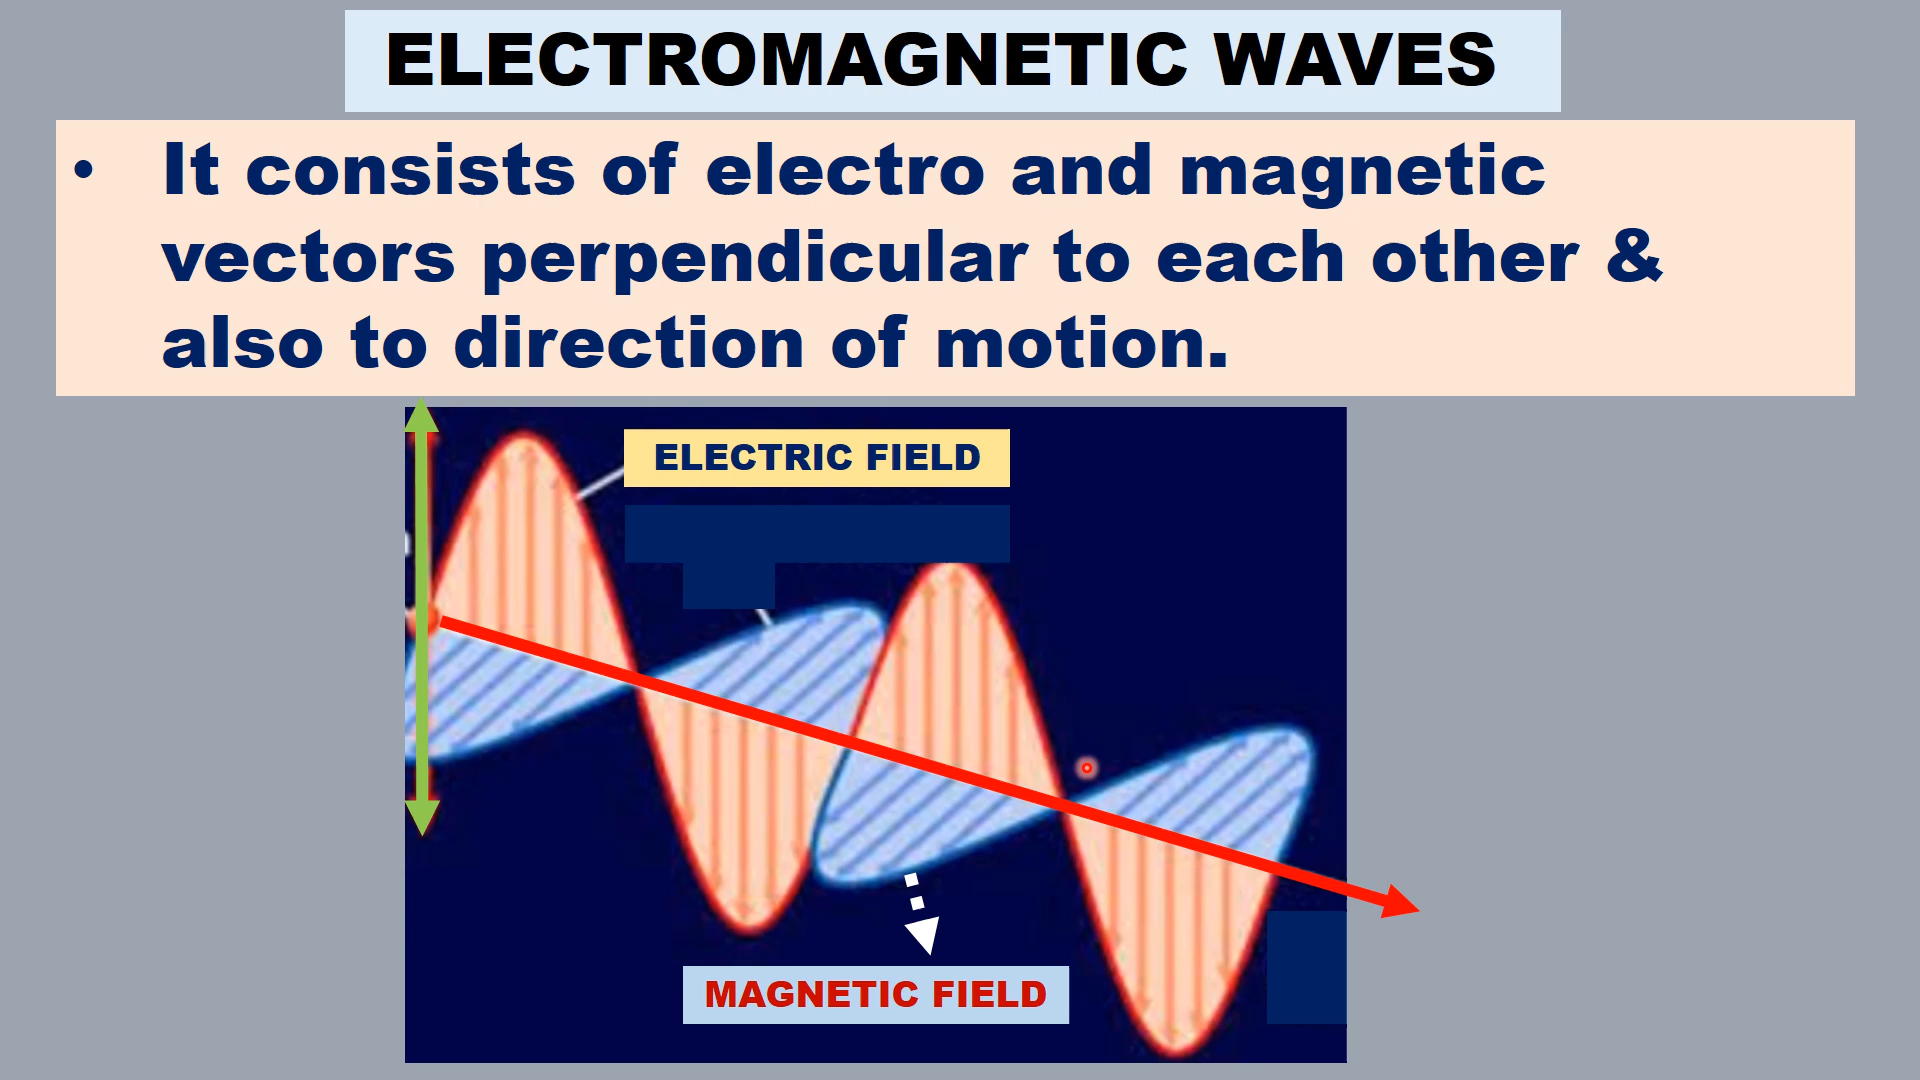 ELECTROMAGNETIC WAVES
• It consists of electro and magnetic
vectors perpendicular to each other &
also to direction of motion.
ELECTRIC FIELD
MAGNETIC FIELD